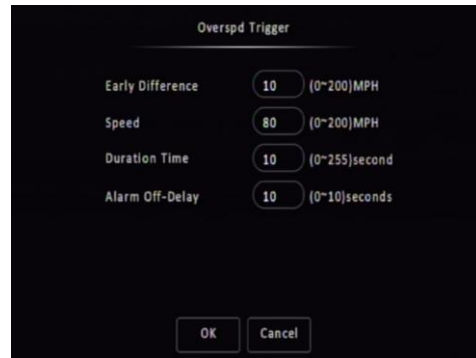 Overspd Trigger
Early Difference 10 (0~200)MPH
Speed 80 (0~200)MPH
Duration Time 10 (0~255)second
Alarm Off-Delay 10 (0~10)seconds
OK Cancel